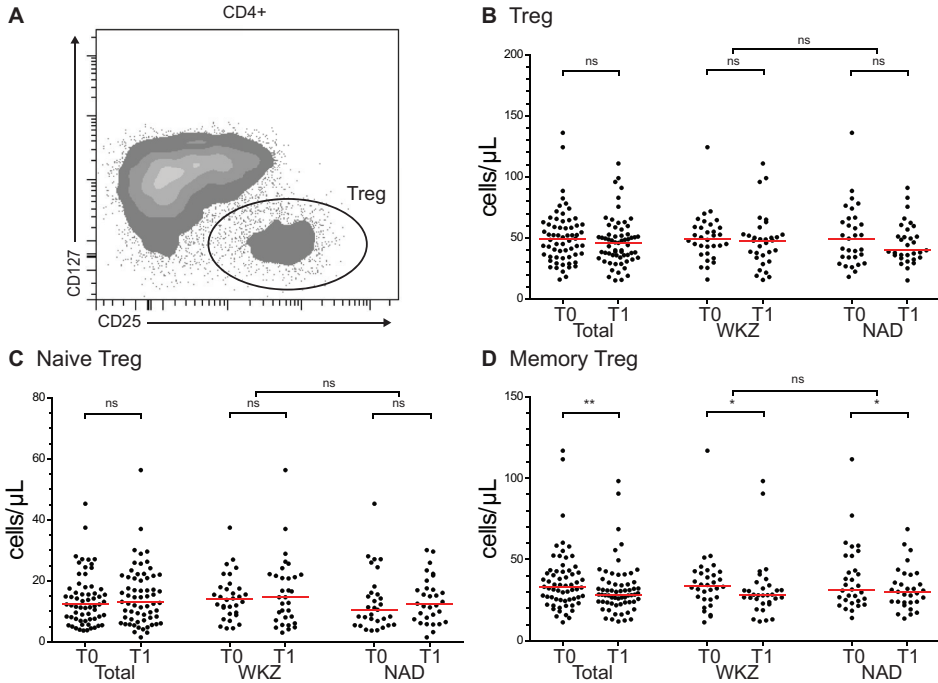 A
CD4+
CD127
Treg
CD25
B Treg
cells/µL
200
150
100
50
0
ns
ns
ns
ns
T0 T1 T0 T1 T0 T1
Total WKZ NAD
C Naive Treg
cells/µL
80
60
40
20
0
ns
ns
ns
ns
T0 T1 T0 T1 T0 T1
Total WKZ NAD
D Memory Treg
cells/µL
150
100
50
0
ns
**
*
*
T0 T1 T0 T1 T0 T1
Total WKZ NAD